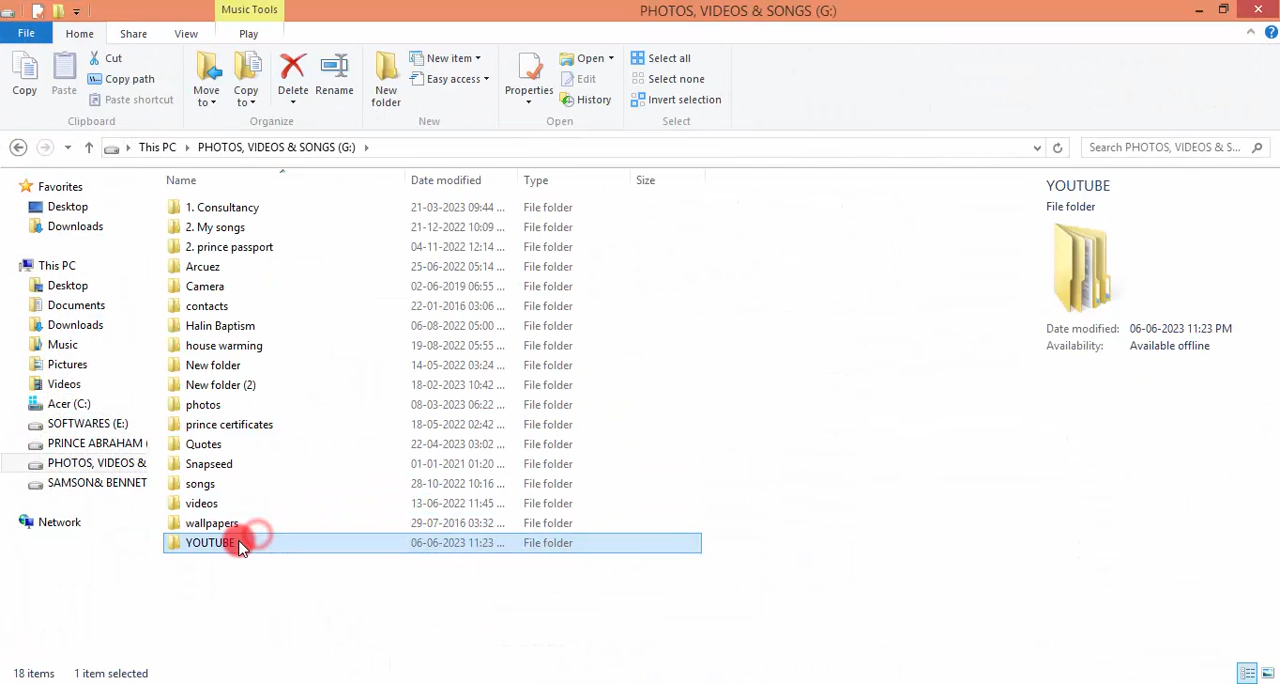 Music Tools
PHOTOS, VIDEOS & SONGS (G:)
File Home Share View Play
Copy
Paste
Cut
Copy path
Paste shortcut
Clipboard
Move to
Copy to
Delete
Rename
Organize
New folder
New item
Easy access
New
Properties
Open
Edit
History
Open
Select all
Select none
Invert selection
Select
This PC PHOTOS, VIDEOS & SONGS (G:)
Search PHOTOS, VIDEOS & S...
Favorites
Desktop
Downloads
This PC
Desktop
Documents
Downloads
Music
Pictures
Videos
Acer (C:)
SOFTWARES (E:)
PRINCE ABRAHAM (
PHOTOS, VIDEOS &
SAMSON& BENNET
Network
Name Date modified Type Size
1. Consultancy 21-03-2023 09:44 ... File folder
2. My songs 21-12-2022 10:09 ... File folder
2. prince passport 04-11-2022 12:14 ... File folder
Arcuez 25-06-2022 05:14 ... File folder
Camera 02-06-2019 06:55 ... File folder
contacts 22-01-2016 03:06 ... File folder
Halin Baptism 06-08-2022 05:00 ... File folder
house warming 19-08-2022 05:55 ... File folder
New folder 14-05-2022 03:24 ... File folder
New folder (2) 18-02-2023 10:42 ... File folder
photos 08-03-2023 06:22 ... File folder
prince certificates 18-05-2022 02:42 ... File folder
Quotes 22-04-2023 03:02 ... File folder
Snapseed 01-01-2021 01:20 ... File folder
songs 28-10-2022 10:16 ... File folder
videos 13-06-2022 11:45 ... File folder
wallpapers 29-07-2016 03:32 ... File folder
YOUTUBE 06-06-2023 11:23 ... File folder
YOUTUBE
File folder
Date modified: 06-06-2023 11:23 PM
Availability: Available offline
18 items 1 item selected